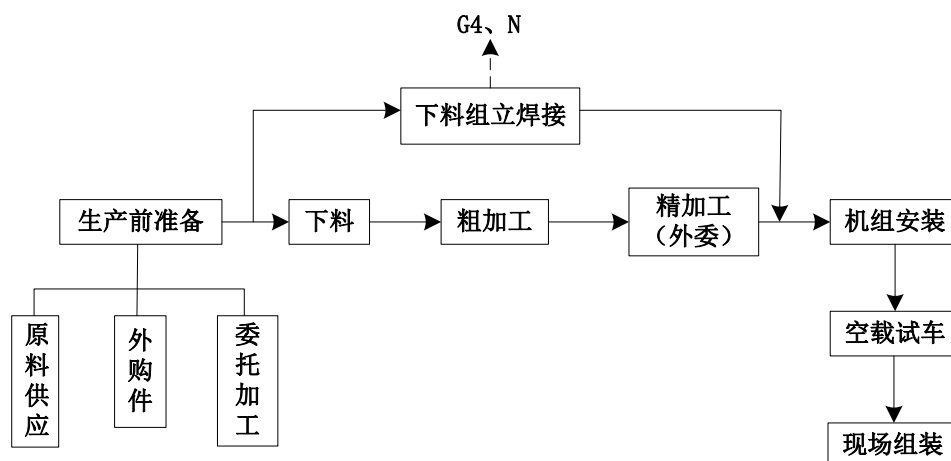 G4、N
下料组立焊接
生产前准备
下料
粗加工
精加工
（外委）
机组安装
原料供应
外购件
委托加工
空载试车
现场组装